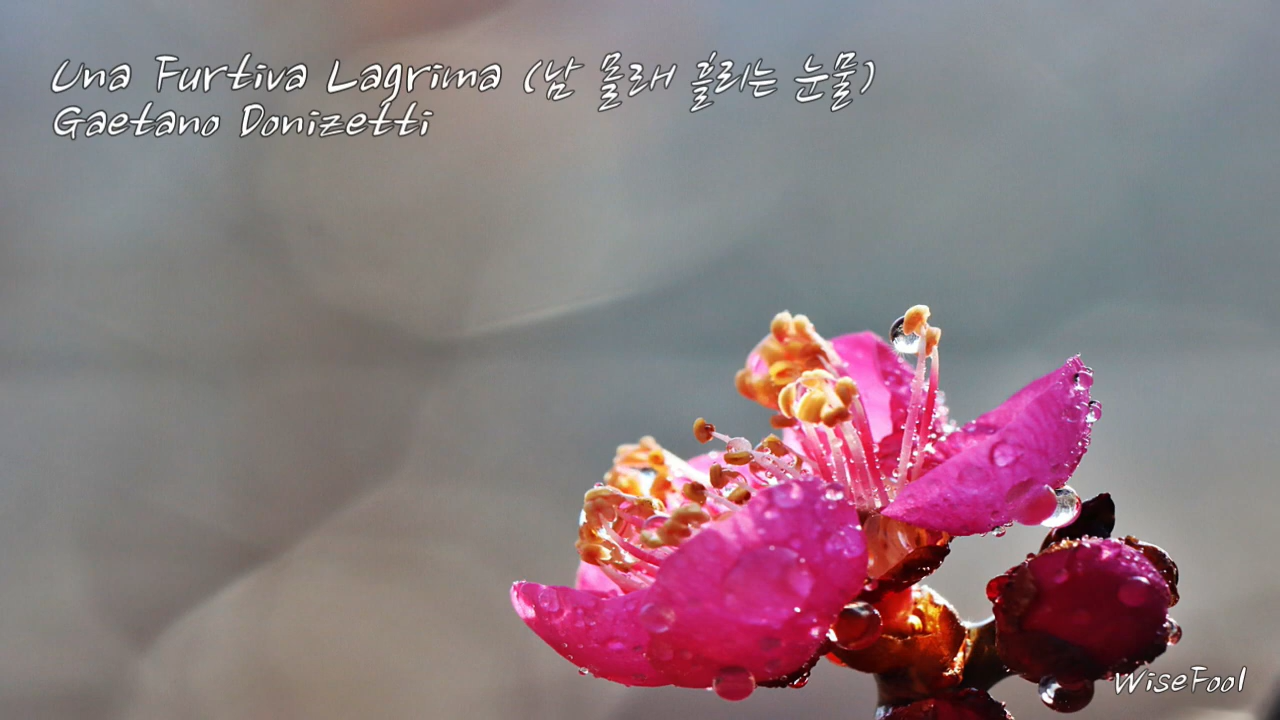 Una Furtiva Lagrima (남 몰래 흘리는 눈물)
Gaetano Donizetti
WiseFool